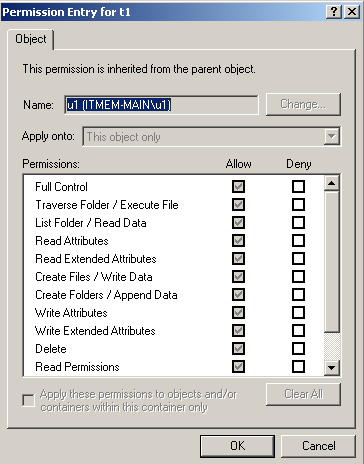 Permission Entry for t1
Object
This permission is inherited from the parent object.
Name: u1 (ITMEM-MAIN\u1) Change...
Apply onto: This object only
Permissions: Allow Deny
Full Control
Traverse Folder / Execute File
List Folder / Read Data
Read Attributes
Read Extended Attributes
Create Files / Write Data
Create Folders / Append Data
Write Attributes
Write Extended Attributes
Delete
Read Permissions
Apply these permissions to objects and/or
containers within this container only
Clear All
OK Cancel